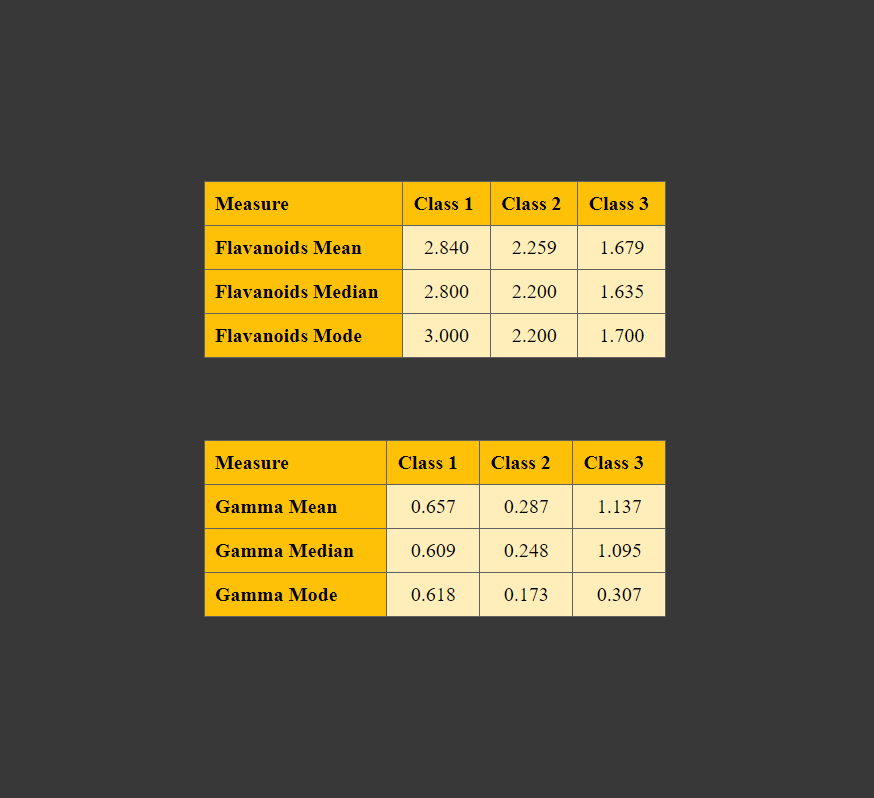 Measure Class 1 Class 2 Class 3
Flavanoids Mean 2.840 2.259 1.679
Flavanoids Median 2.800 2.200 1.635
Flavanoids Mode 3.000 2.200 1.700
Measure Class 1 Class 2 Class 3
Gamma Mean 0.657 0.287 1.137
Gamma Median 0.609 0.248 1.095
Gamma Mode 0.618 0.173 0.307